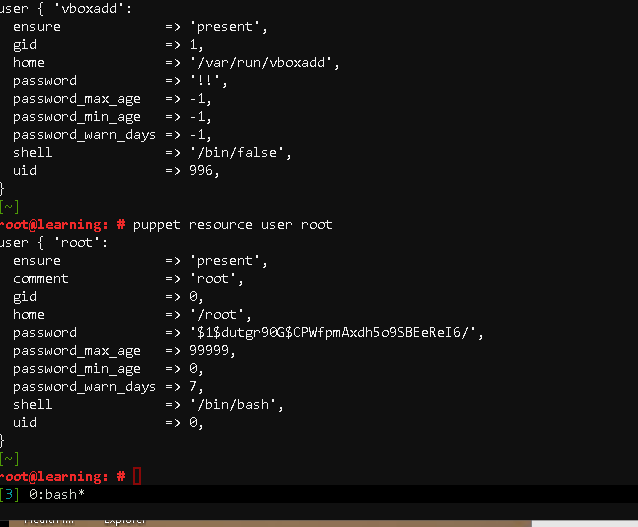 user { 'vboxadd':
  ensure             => 'present',
  gid                => 1,
  home               => '/var/run/vboxadd',
  password           => '!!',
  password_max_age   => -1,
  password_min_age   => -1,
  password_warn_days => -1,
  shell              => '/bin/false',
  uid                => 996,
}
[~]
root@learning: # puppet resource user root
user { 'root':
  ensure             => 'present',
  comment            => 'root',
  gid                => 0,
  home               => '/root',
  password           => '$1$dutgr90G$CPWfpmAxdh5o9SBEeReI6/',
  password_max_age   => 99999,
  password_min_age   => 0,
  password_warn_days => 7,
  shell              => '/bin/bash',
  uid                => 0,
}
[~]
root@learning: #
[3] 0:bash*
Explorer